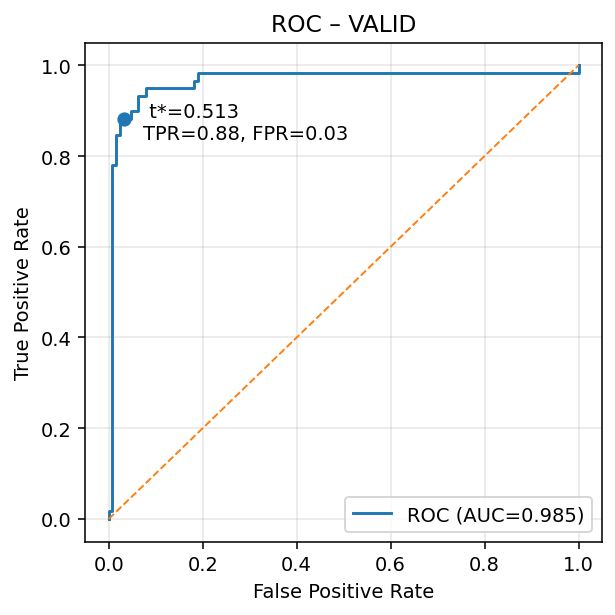 ROC – VALID
1.0
0.8
0.6
0.4
0.2
0.0
True Positive Rate
t*=0.513
TPR=0.88, FPR=0.03
ROC (AUC=0.985)
0.0 0.2 0.4 0.6 0.8 1.0
False Positive Rate